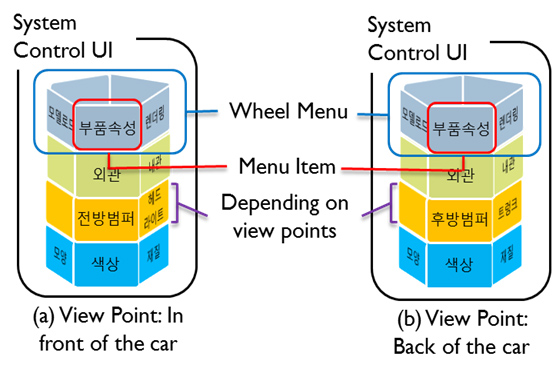 System
Control UI
모델로드
부품속성
렌더링
외관
내관
전방범퍼
헤드
라이트
모양
색상
재질
(a) View Point: In
front of the car
Wheel Menu
Menu Item
Depending on
view points
System
Control UI
모델로드
부품속성
렌더링
외관
내관
후방범퍼
트렁크
모양
색상
재질
(b) View Point:
Back of the car